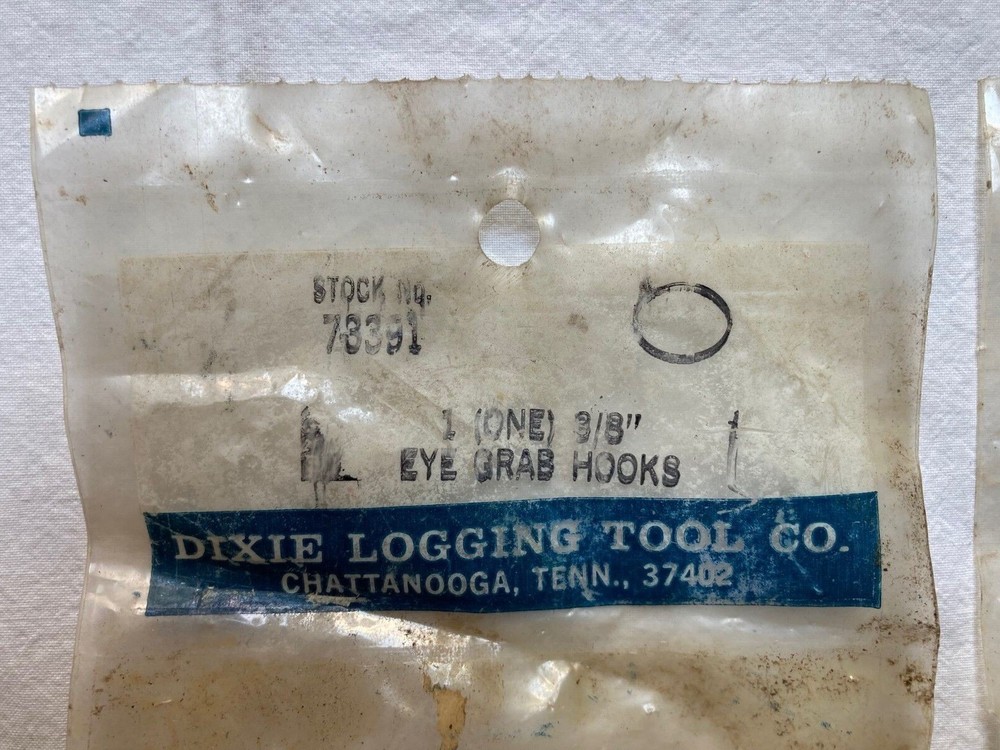 STOCK No.
78391
1 (ONE) 3/8"
EYE GRAB HOOKS
DIXIE LOGGING TOOL CO.
CHATTANOOGA, TENN., 37402